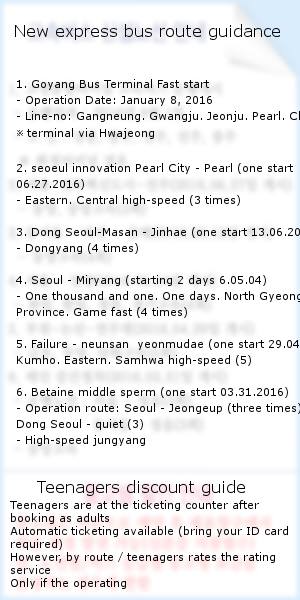 New express bus route guidance
1. Goyang Bus Terminal Fast start
- Operation Date: January 8, 2016
- Line-no: Gangneung. Gwangju. Jeonju. Pearl. Cl
※ terminal via Hwajeong
2. seoeul innovation Pearl City - Pearl (one start
06.27.2016)
- Eastern. Central high-speed (3 times)
3. Dong Seoul-Masan - Jinhae (one start 13.06.20
- Dongyang (4 times)
4. Seoul - Miryang (starting 2 days 6.05.04)
- One thousand and one. One days. North Gyeong
Province. Game fast (4 times)
5. Failure - neunsan yeonmudae (one start 29.04
Kumho. Eastern. Samhwa high-speed (5)
6. Betaine middle sperm (one start 03.31.2016)
- Operation route: Seoul - Jeongeup (three times)
Dong Seoul - quiet (3)
- High-speed jungyang
Teenagers discount guide
Teenagers are at the ticketing counter after
booking as adults
Automatic ticketing available (bring your ID card
required)
However, by route / teenagers rates the rating
service
Only if the operating